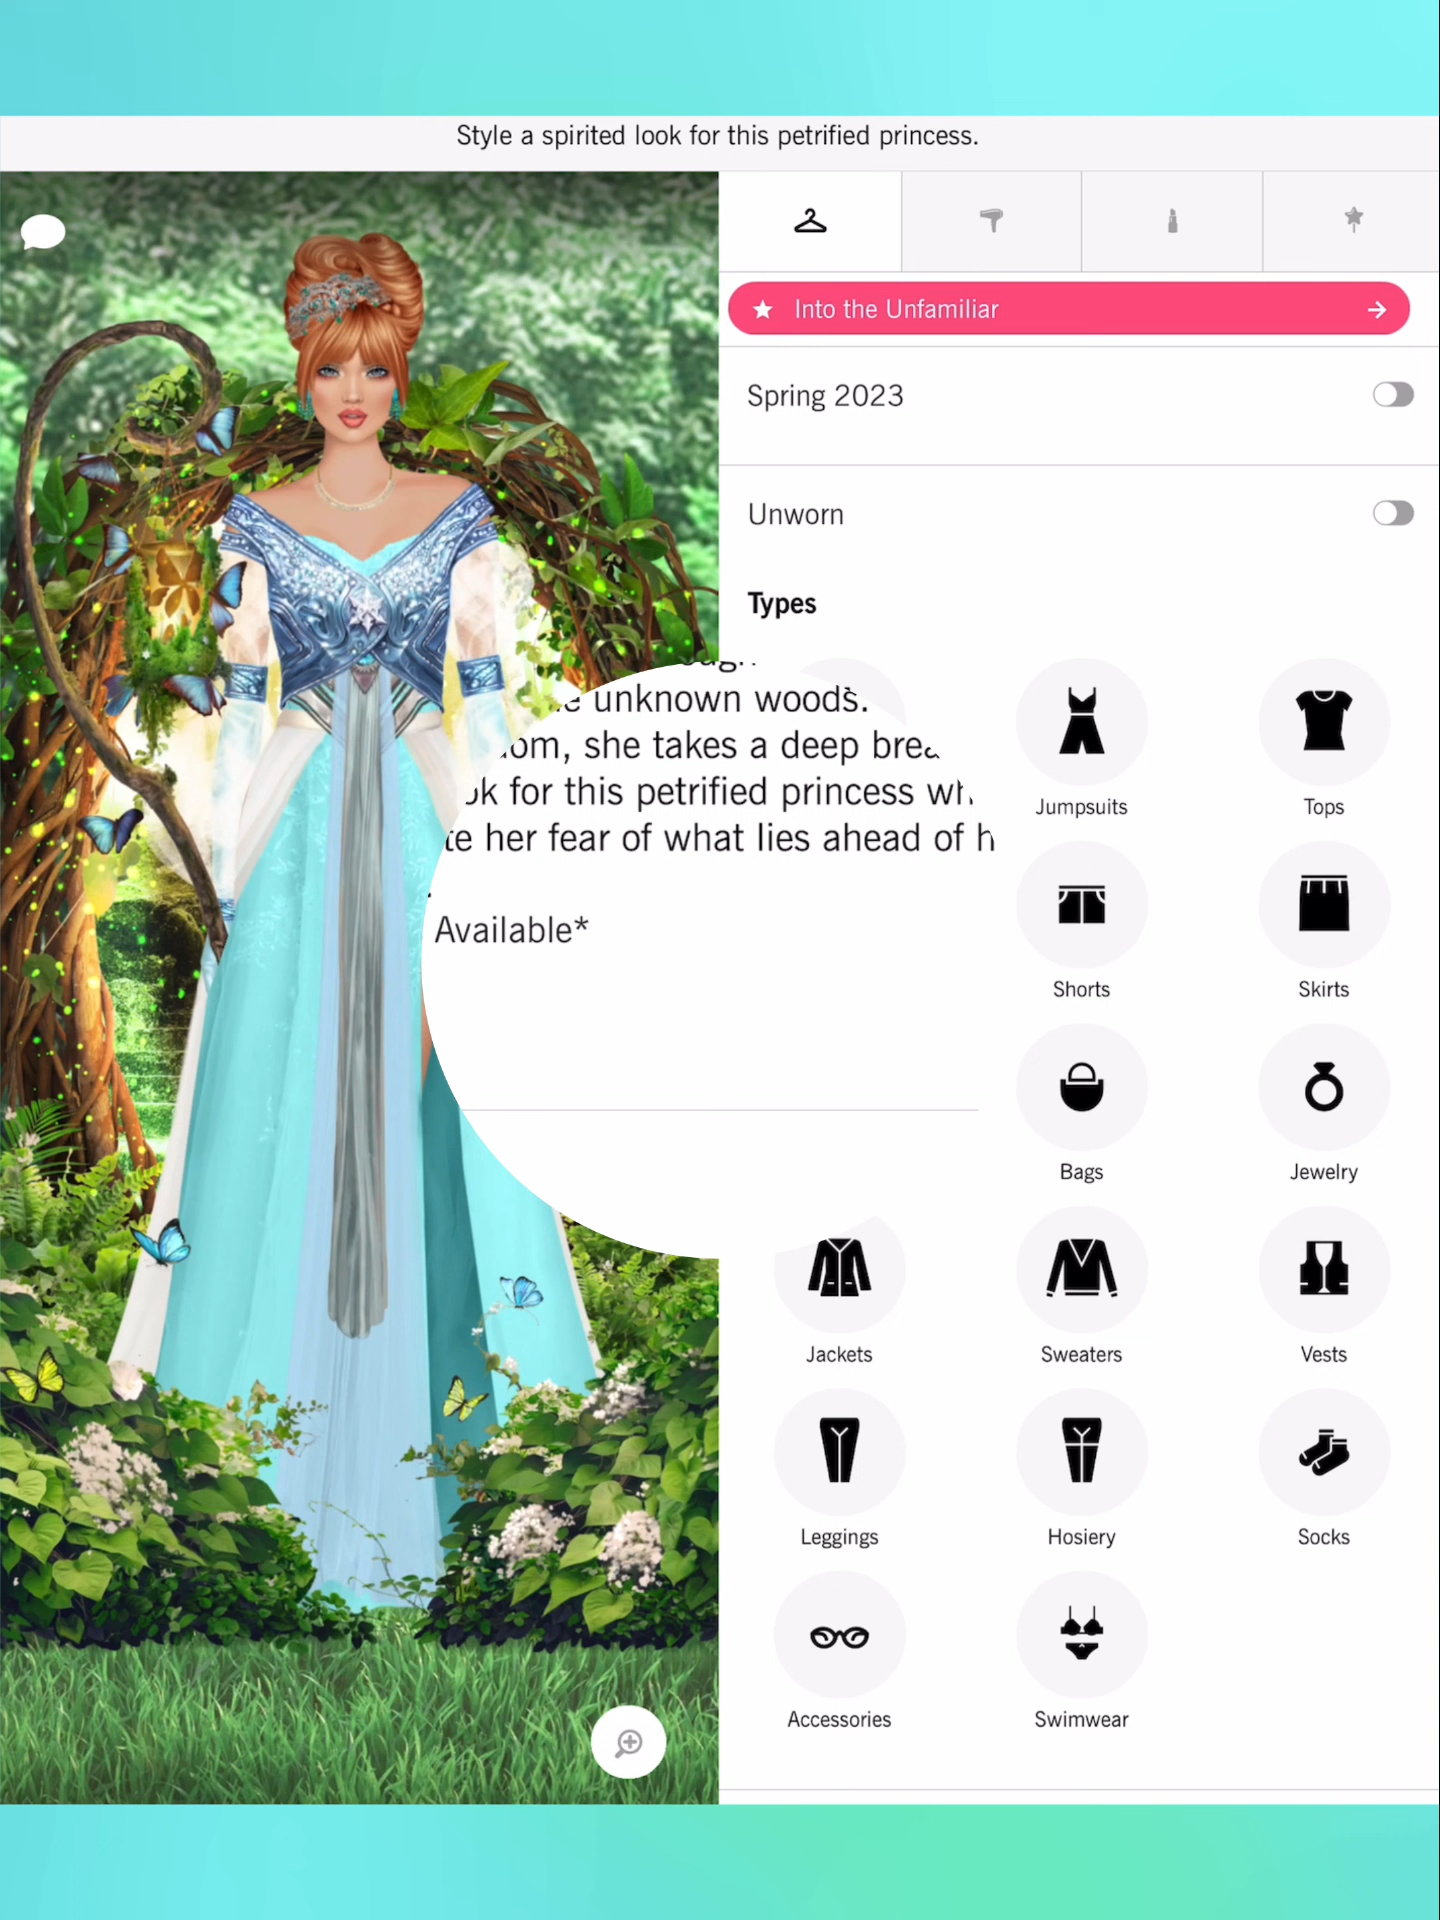 Style a spirited look for this petrified princess.
Into the Unfamiliar
Spring 2023
Unworn
Types
unknown woods.
she takes a deep
for this petrified princess
her fear of what lies ahead of
Available*
Jumpsuits
Tops
Shorts
Skirts
Bags
Jewelry
Jackets
Sweaters
Vests
Leggings
Hosiery
Socks
Accessories
Swimwear